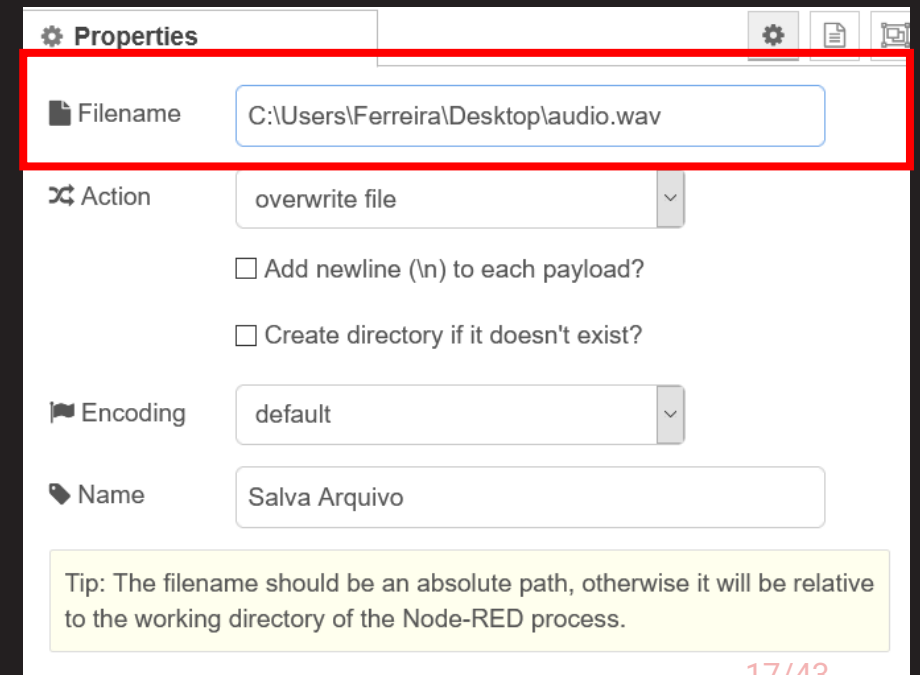 Properties
Filename
C:\Users\Ferreira\Desktop\audio.wav
Action
overwrite file
Add newline (\n) to each payload?
Create directory if it doesn't exist?
Encoding
default
Name
Salva Arquivo
Tip: The filename should be an absolute path, otherwise it will be relative
to the working directory of the Node-RED process.
17/43